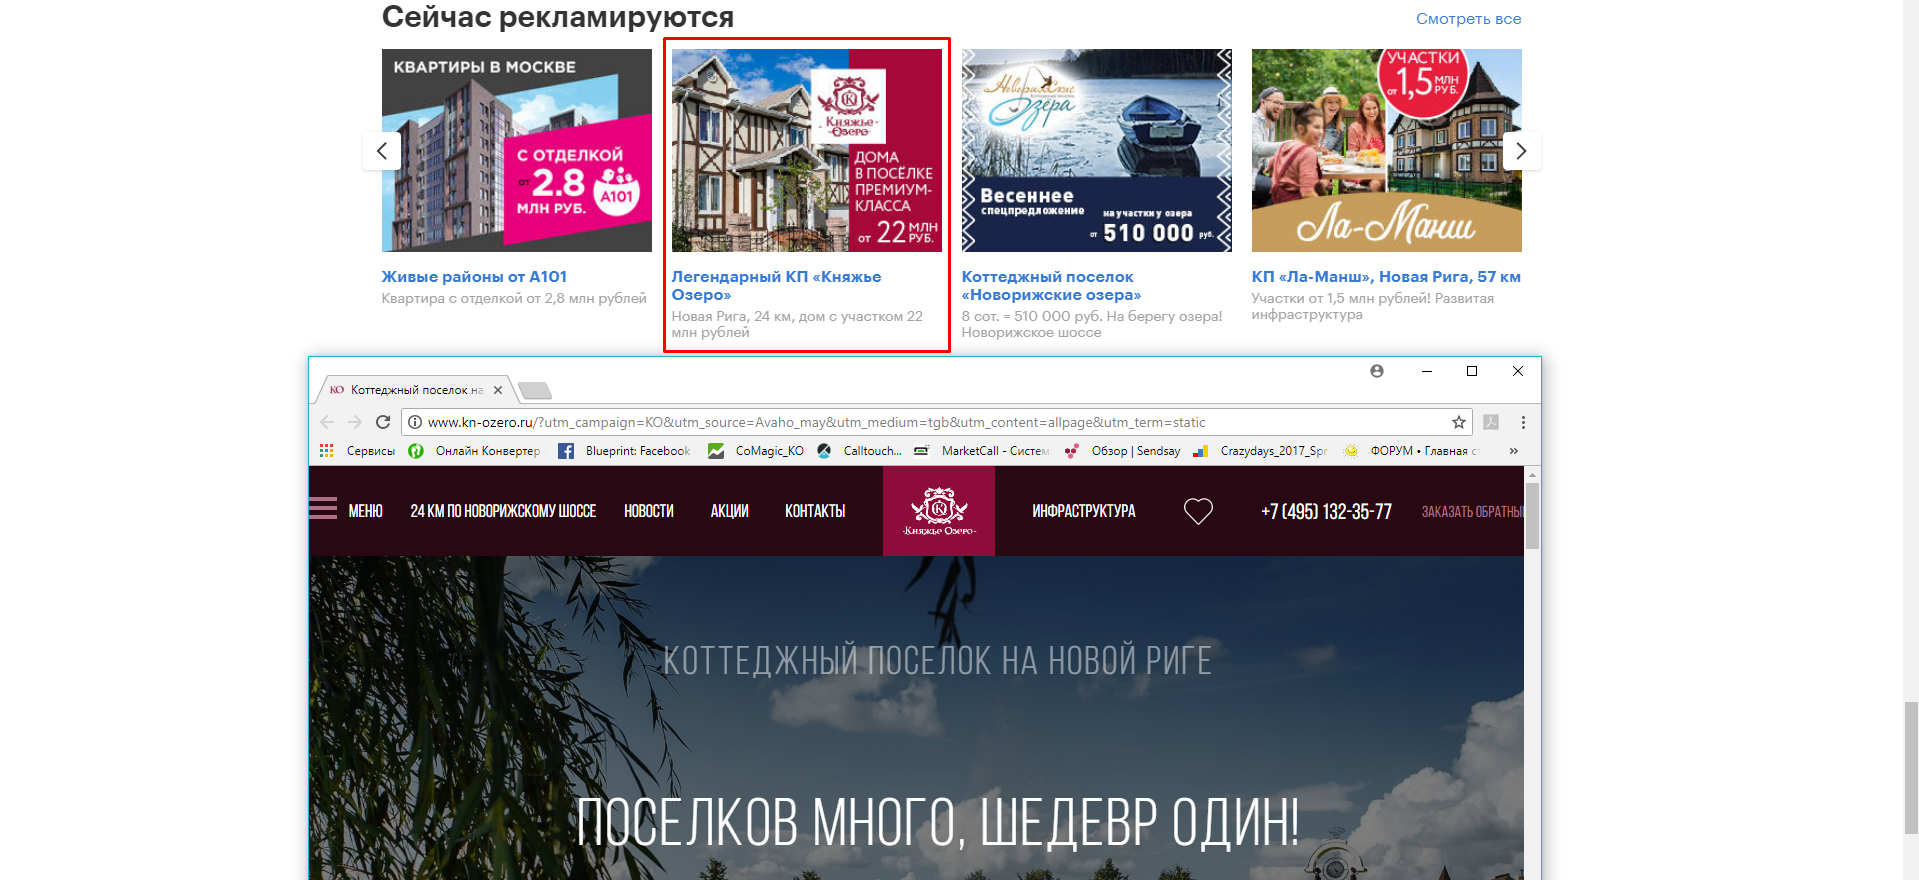 Сейчас рекламируются
Смотреть все
КВАРТИРЫ В МОСКВЕ
С ОТДЕЛКОЙ
от 2.8
МЛН РУБ.
А101
Княжье
Озеро
ДОМА
В ПОСЁЛКЕ
ПРЕМИУМ-
КЛАССА
от 22 МЛН РУБ.
Новорижские
Озёра
Весеннее
спецпредложение
на участки у озера
от 510 000 руб.
УЧАСТКИ
от 1,5 МЛН РУБ.
Ла-Манш
Живые районы от А101
Квартира с отделкой от 2,8 млн рублей
Легендарный КП «Княжье
Озеро»
Новая Рига, 24 км, дом с участком 22
млн рублей
Коттеджный поселок
«Новорижские озера»
8 сот. = 510 000 руб. На берегу озера!
Новорижское шоссе
КП «Ла-Манш», Новая Рига, 57 км
Участки от 1,5 млн рублей! Развитая
инфраструктура
КО Коттеджный поселок на
www.kn-ozero.ru/?utm_campaign=KO&utm_source=Avaho_may&utm_medium=tgb&utm_content=allpage&utm_term=static
Сервисы Онлайн Конвертер Blueprint: Facebook CoMagic_KO Calltouch... MarketCall - Систем Обзор | Sendsay Crazydays_2017_Spr ФОРУМ • Главная с »
МЕНЮ 24 КМ ПО НОВОРИЖСКОМУ ШОССЕ НОВОСТИ АКЦИИ КОНТАКТЫ Княжье Озеро ИНФРАСТРУКТУРА +7 (495) 132-35-77 ЗАКАЗАТЬ ОБРАТНЫЙ
КОТТЕДЖНЫЙ ПОСЕЛОК НА НОВОЙ РИГЕ
ПОСЕЛКОВ МНОГО, ШЕДЕВР ОДИН!